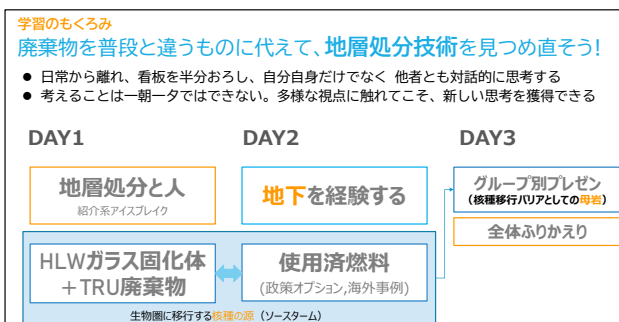 学習のもくろみ
廃棄物を普段と違うものに代えて、地層処分技術を見つめ直そう!
● 日常から離れ、看板を半分おろし、自分自身だけでなく 他者とも対話的に思考する
● 考えることは一朝一夕ではできない。多様な視点に触れてこそ、新しい思考を獲得できる
DAY1
DAY2
DAY3
地層処分と人
紹介系アイスブレイク
地下を経験する
グループ別プレゼン
(核種移行バリアとしての母岩)
全体ふりかえり
HLWガラス固化体
+TRU廃棄物
使用済燃料
(政策オプション,海外事例)
生物圏に移行する核種の源 (ソースターム)